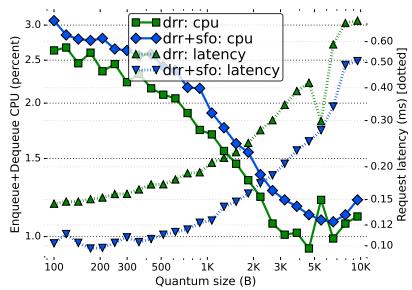 drr: cpu
drr+sfo: cpu
drr: latency
drr+sfo: latency
Enqueue+Dequeue CPU (percent)
3.0
2.5
2.0
1.5
1.0
Request latency (ms) [dotted]
0.60
0.50
0.40
0.30
0.20
0.15
0.12
0.10
100 200 300 500 1K 2K 3K 5K 10K
Quantum size (B)